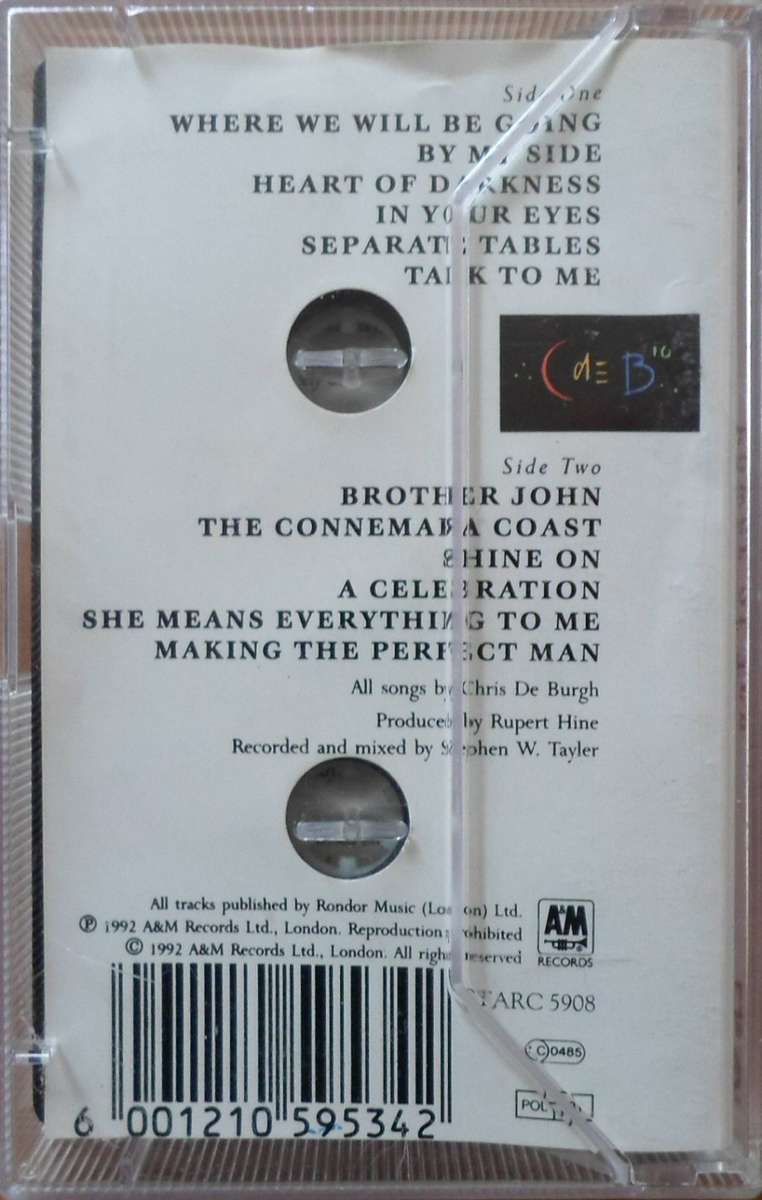 Side One
WHERE WE WILL BE GOING
BY MY SIDE
HEART OF DARKNESS
IN YOUR EYES
SEPARATE TABLES
TALK TO ME
CdeB '10
Side Two
BROTHER JOHN
THE CONNEMARA COAST
SHINE ON
A CELEBRATION
SHE MEANS EVERYTHING TO ME
MAKING THE PERFECT MAN
All songs by Chris De Burgh
Produced by Rupert Hine
Recorded and mixed by Stephen W. Tayler
All tracks published by Rondor Music (London) Ltd.
℗ 1992 A&M Records Ltd., London. Reproduction prohibited
© 1992 A&M Records Ltd., London. All rights reserved
A&M
RECORDS
STARC 5908
C 0485
6 001210 595342